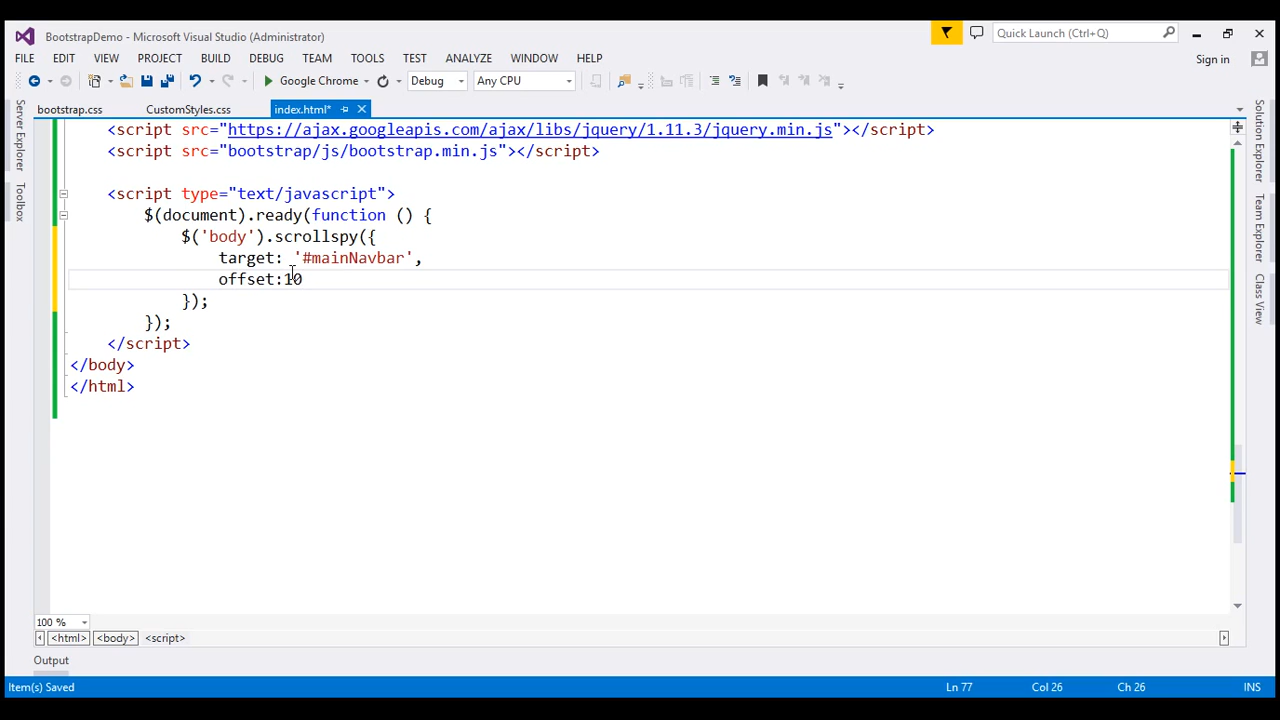 BootstrapDemo - Microsoft Visual Studio (Administrator)
Quick Launch (Ctrl+Q)
FILE EDIT VIEW PROJECT BUILD DEBUG TEAM TOOLS TEST ANALYZE WINDOW HELP
Sign in
Google Chrome Debug Any CPU
bootstrap.css CustomStyles.css index.html*
Server Explorer
Toolbox
<script src="https://ajax.googleapis.com/ajax/libs/jquery/1.11.3/jquery.min.js"></script>
<script src="bootstrap/js/bootstrap.min.js"></script>
<script type="text/javascript">
$(document).ready(function () {
$('body').scrollspy({
target: '#mainNavbar',
offset:10
});
});
</script>
</body>
</html>
Solution Explorer
Team Explorer
Class View
100 %
<html> <body> <script>
Output
Item(s) Saved Ln 77 Col 26 Ch 26 INS